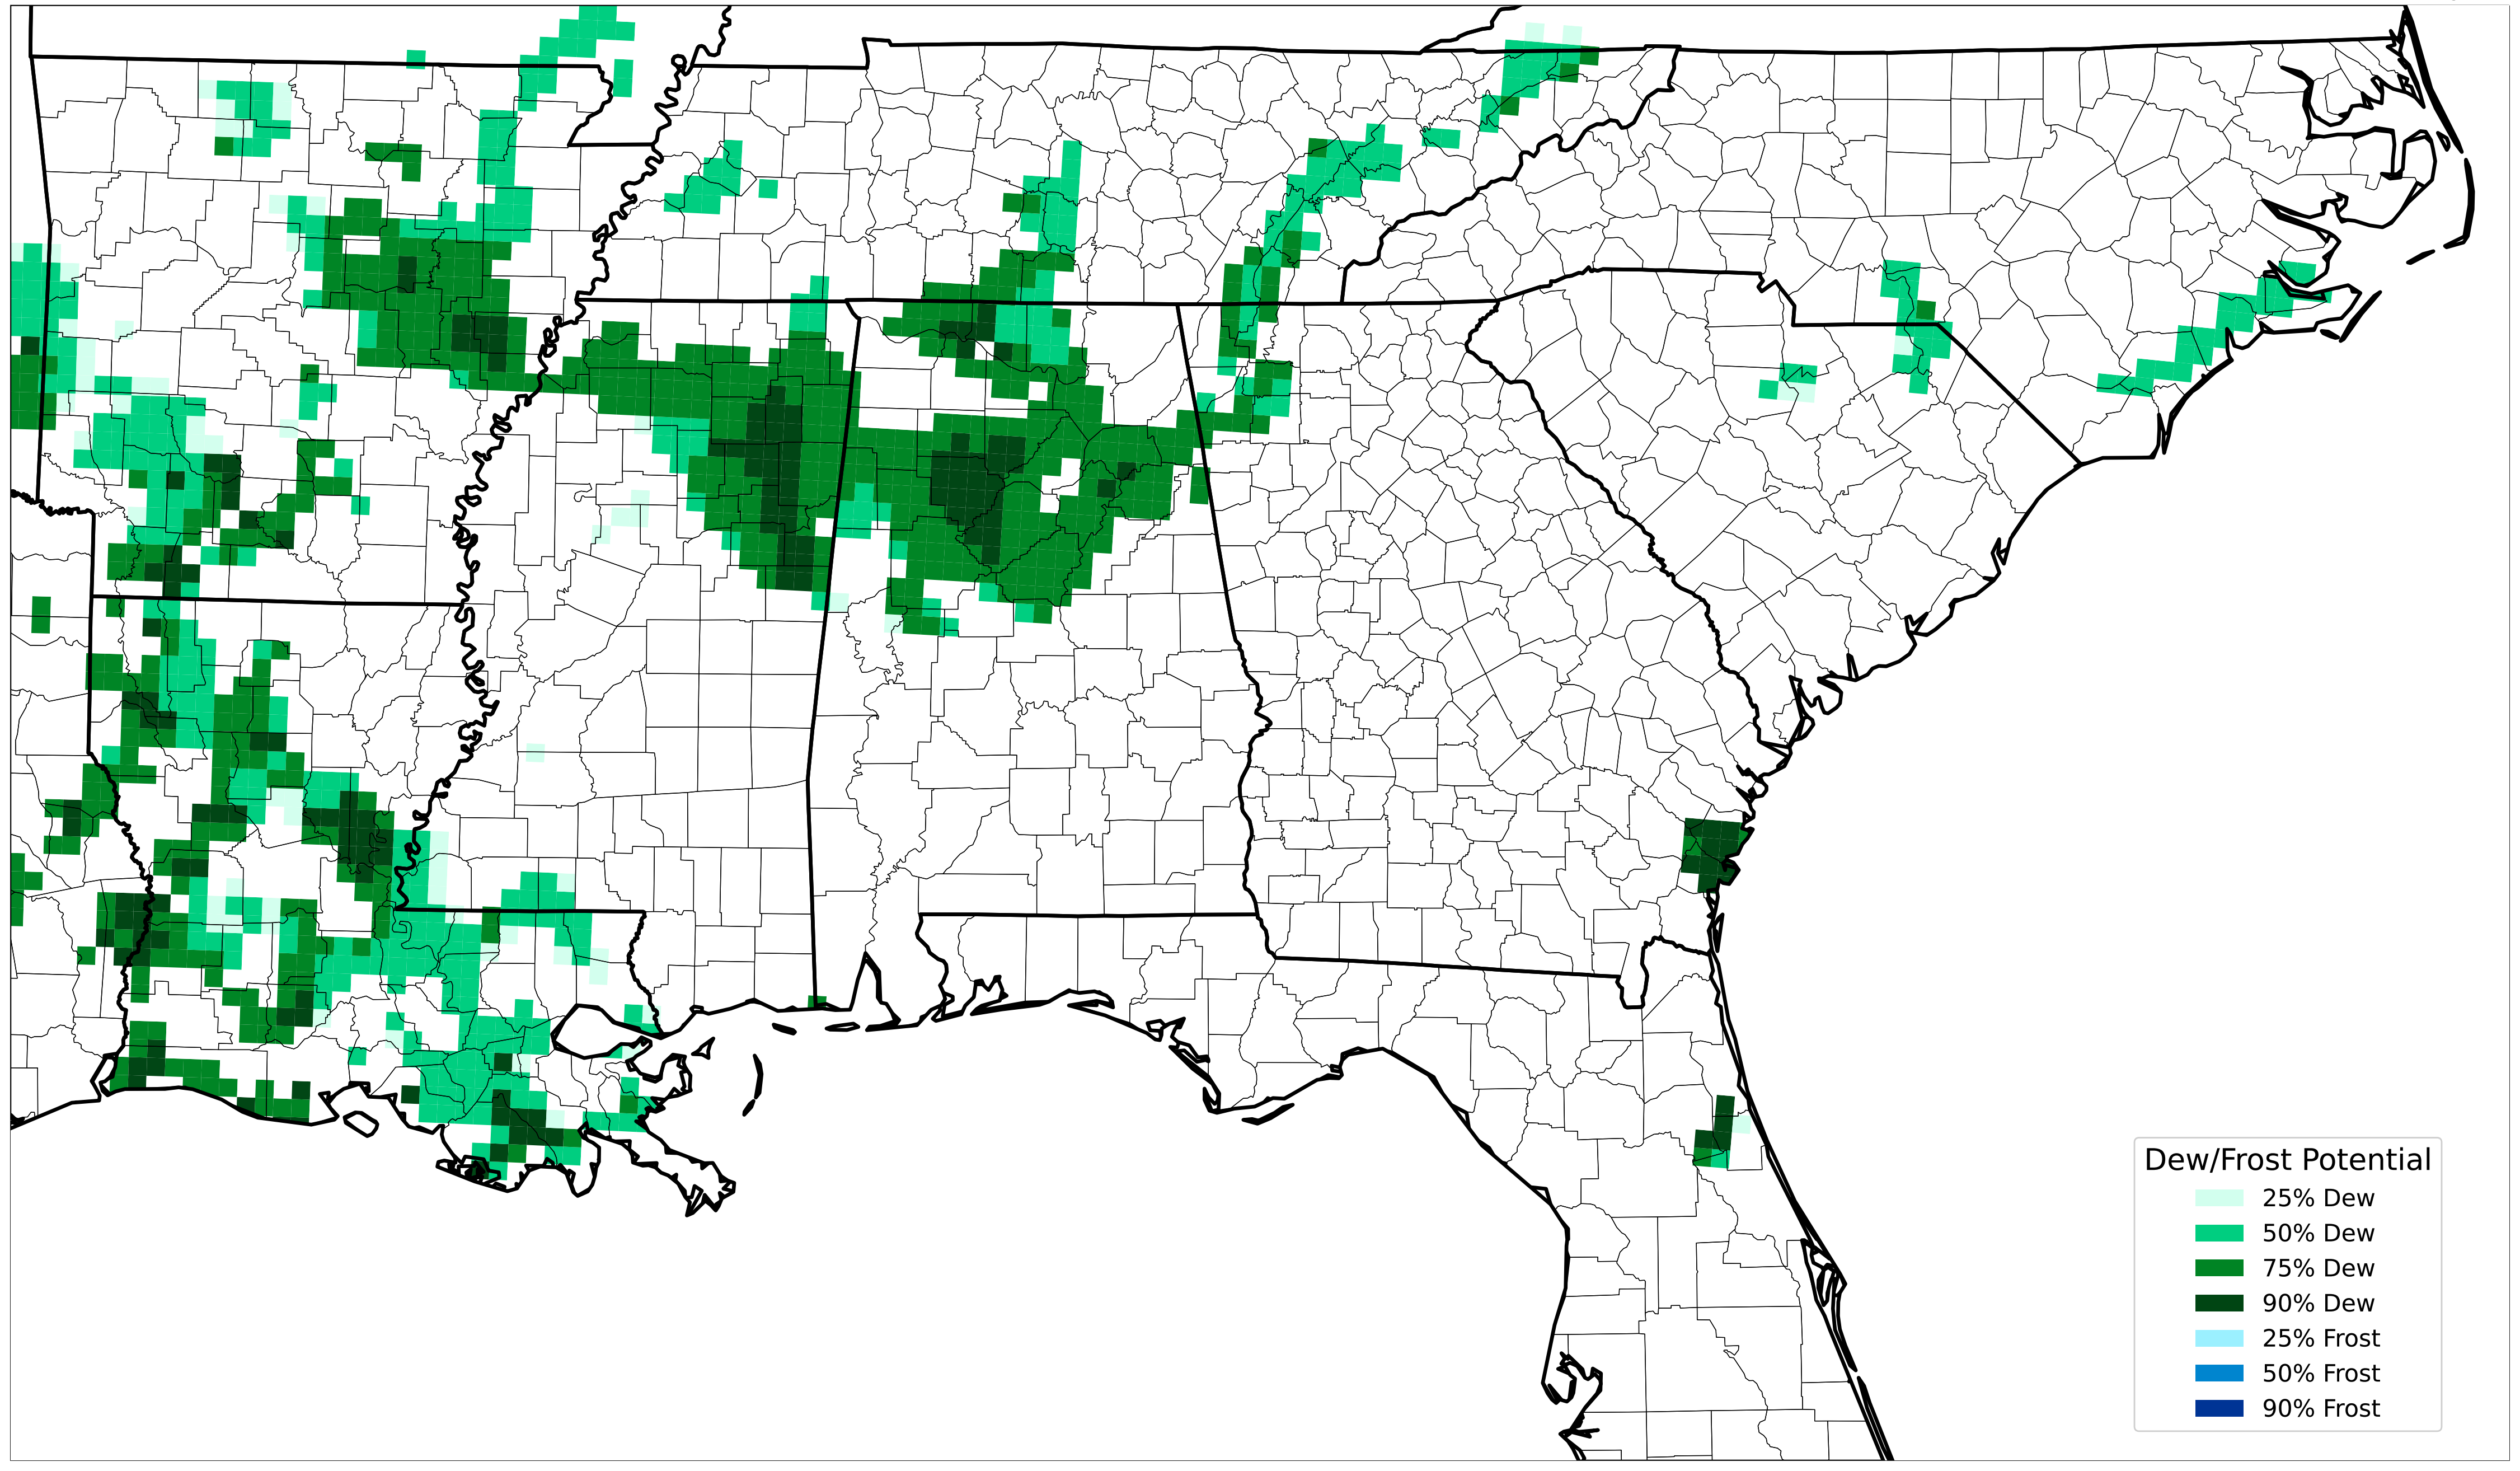 Dew/Frost Potential
25% Dew
50% Dew
75% Dew
90% Dew
25% Frost
50% Frost
90% Frost